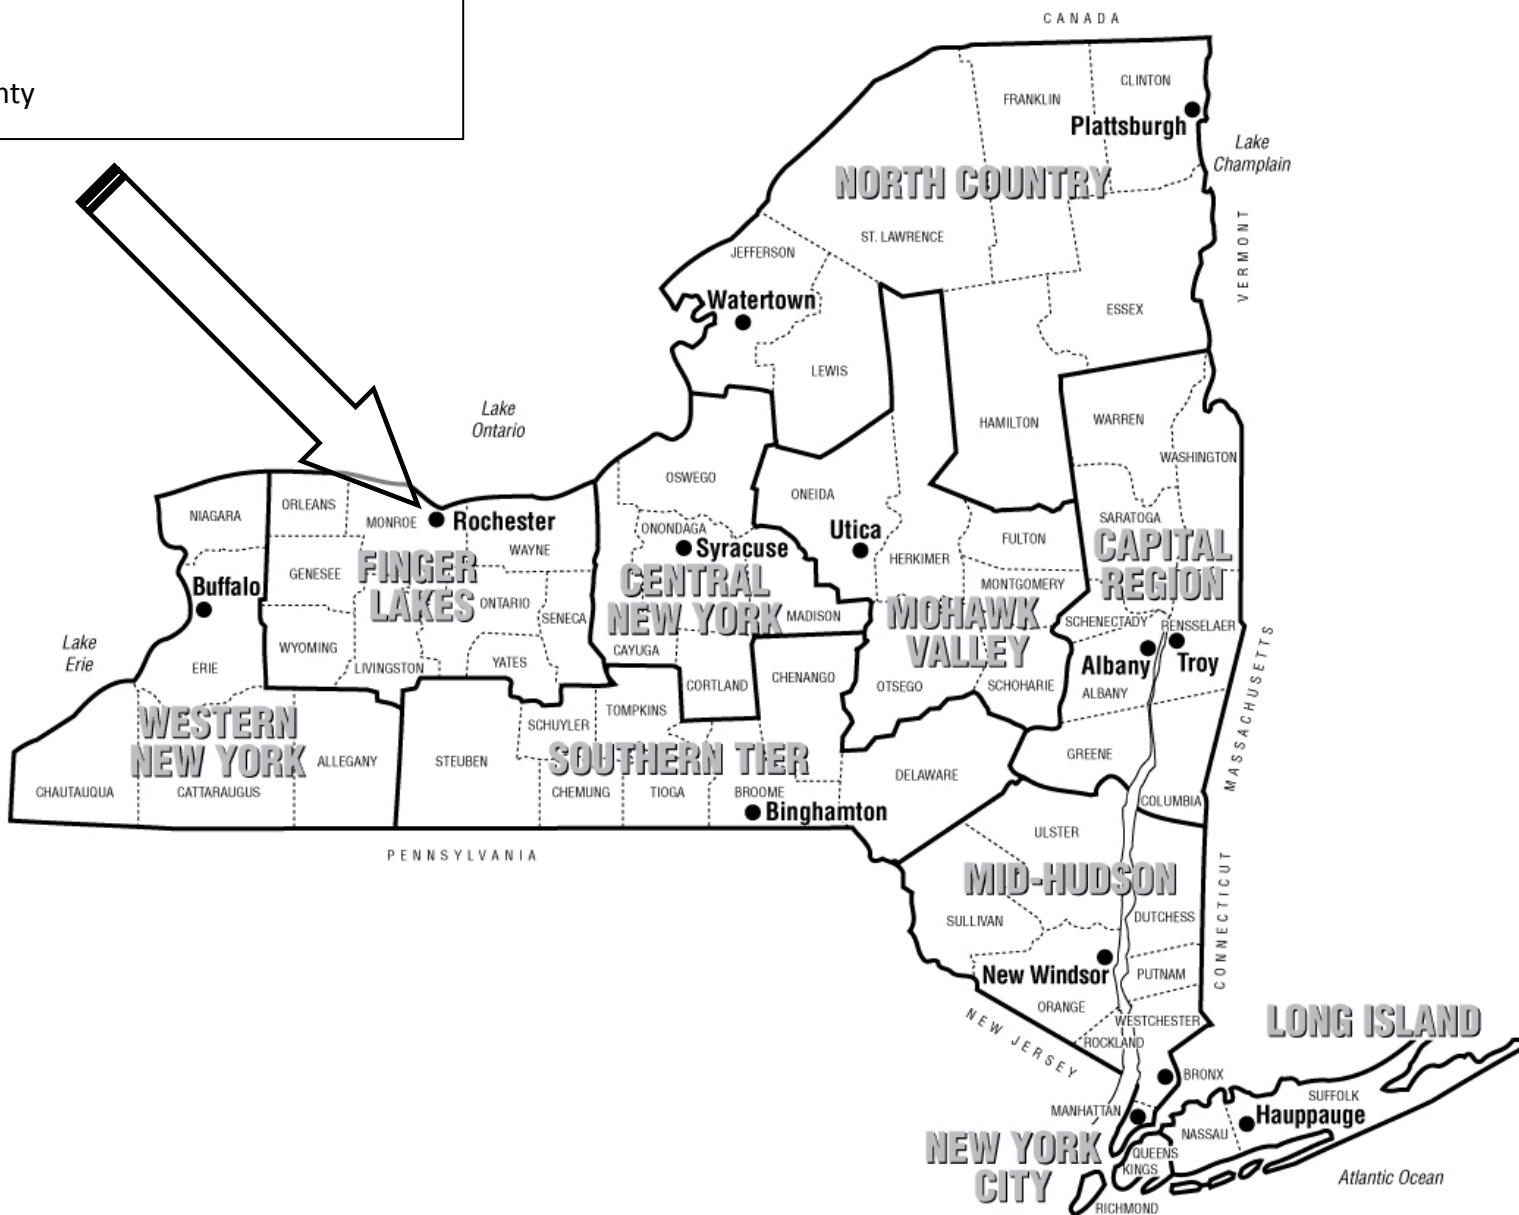 nty
CANADA
CLINTON
FRANKLIN
Plattsburgh
Lake
Champlain
NORTH COUNTRY
VERMONT
ST. LAWRENCE
JEFFERSON
Watertown
ESSEX
LEWIS
Lake
Ontario
HAMILTON
WARREN
WASHINGTON
OSWEGO
ONEIDA
NIAGARA
ORLEANS
MONROE
Rochester
WAYNE
ONONDAGA
Syracuse
Utica
HERKIMER
FULTON
SARATOGA
CAPITAL
REGION
GENESEE
FINGER
LAKES
ONTARIO
SENECA
CENTRAL
NEW YORK
MADISON
MONTGOMERY
MOHAWK
VALLEY
SCHENECTADY
RENSSELAER
Buffalo
Lake
Erie
ERIE
WYOMING
LIVINGSTON
YATES
CAYUGA
CORTLAND
CHENANGO
OTSEGO
SCHOHARIE
Albany
ALBANY
Troy
MASSACHUSETTS
WESTERN
NEW YORK
CHAUTAUQUA
CATTARAUGUS
ALLEGANY
STEUBEN
SCHUYLER
TOMPKINS
SOUTHERN TIER
CHEMUNG
TIOGA
BROOME
Binghamton
DELAWARE
GREENE
COLUMBIA
PENNSYLVANIA
ULSTER
MID-HUDSON
SULLIVAN
DUTCHESS
CONNECTICUT
New Windsor
PUTNAM
ORANGE
WESTCHESTER
ROCKLAND
NEW JERSEY
LONG ISLAND
BRONX
SUFFOLK
MANHATTAN
Hauppauge
NASSAU
NEW YORK
CITY
QUEENS
KINGS
RICHMOND
Atlantic Ocean